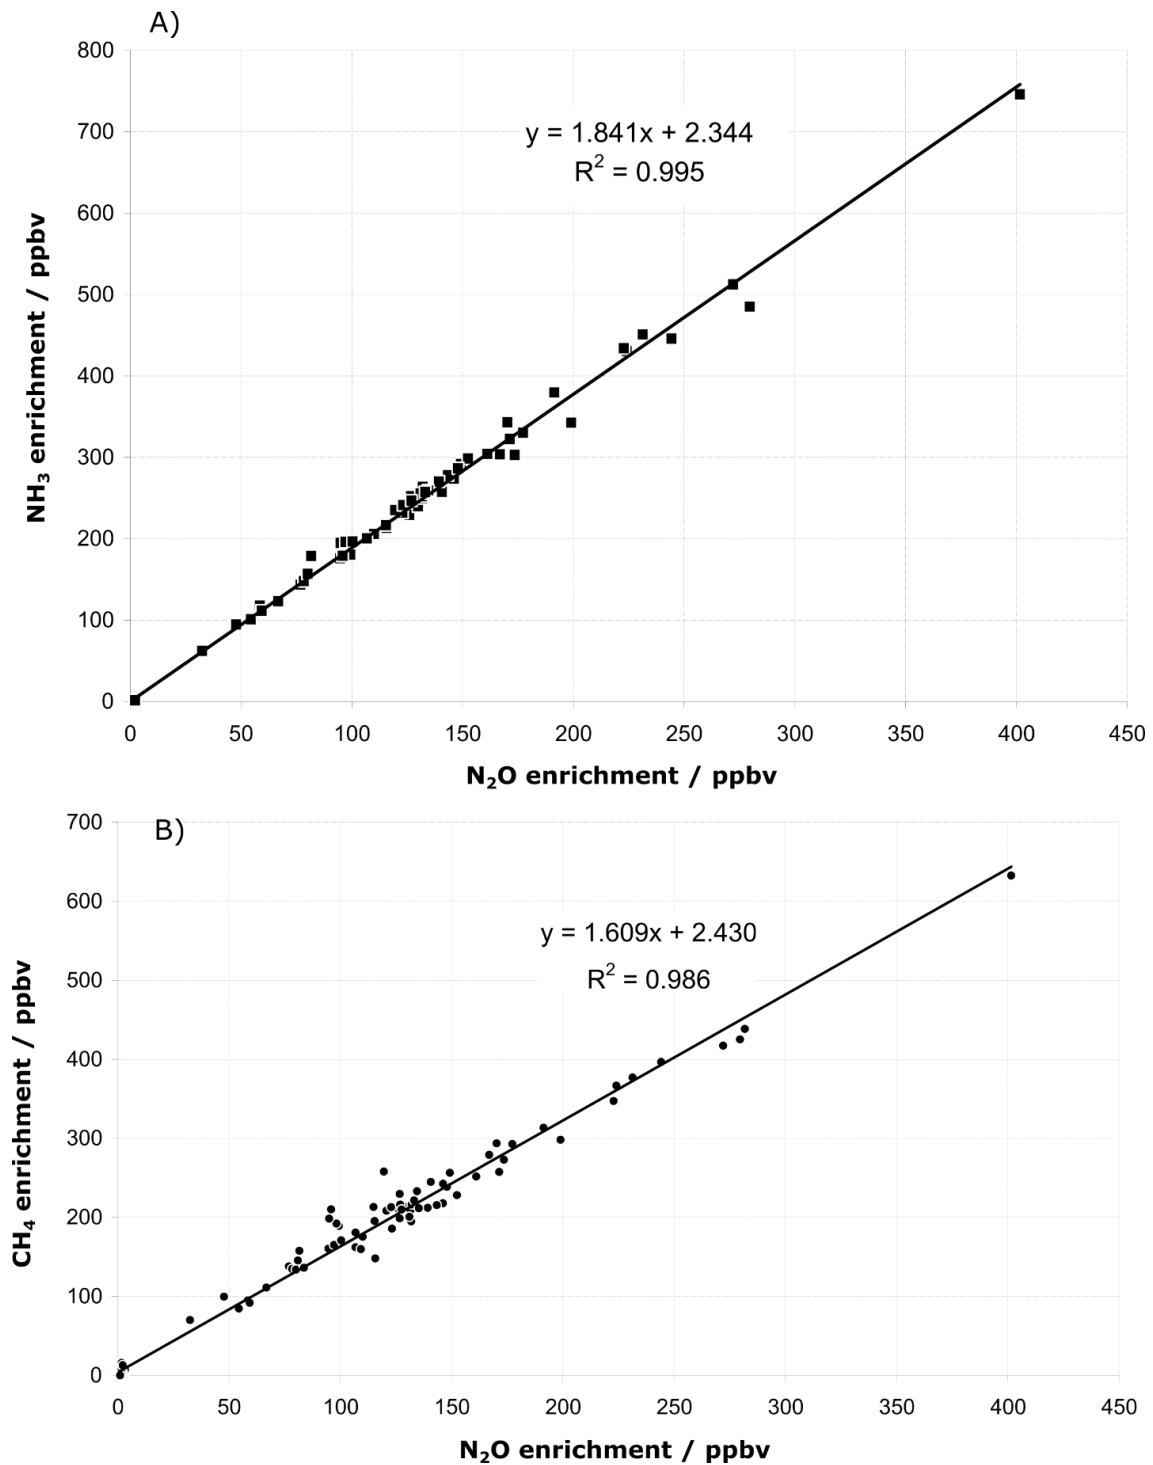 A)
800
700
600
500
400
300
200
100
0
NH₃ enrichment / ppbv
y = 1.841x + 2.344
R² = 0.995
0 50 100 150 200 250 300 350 400 450
N₂O enrichment / ppbv
B)
700
600
500
400
300
200
100
0
CH₄ enrichment / ppbv
y = 1.609x + 2.430
R² = 0.986
0 50 100 150 200 250 300 350 400 450
N₂O enrichment / ppbv